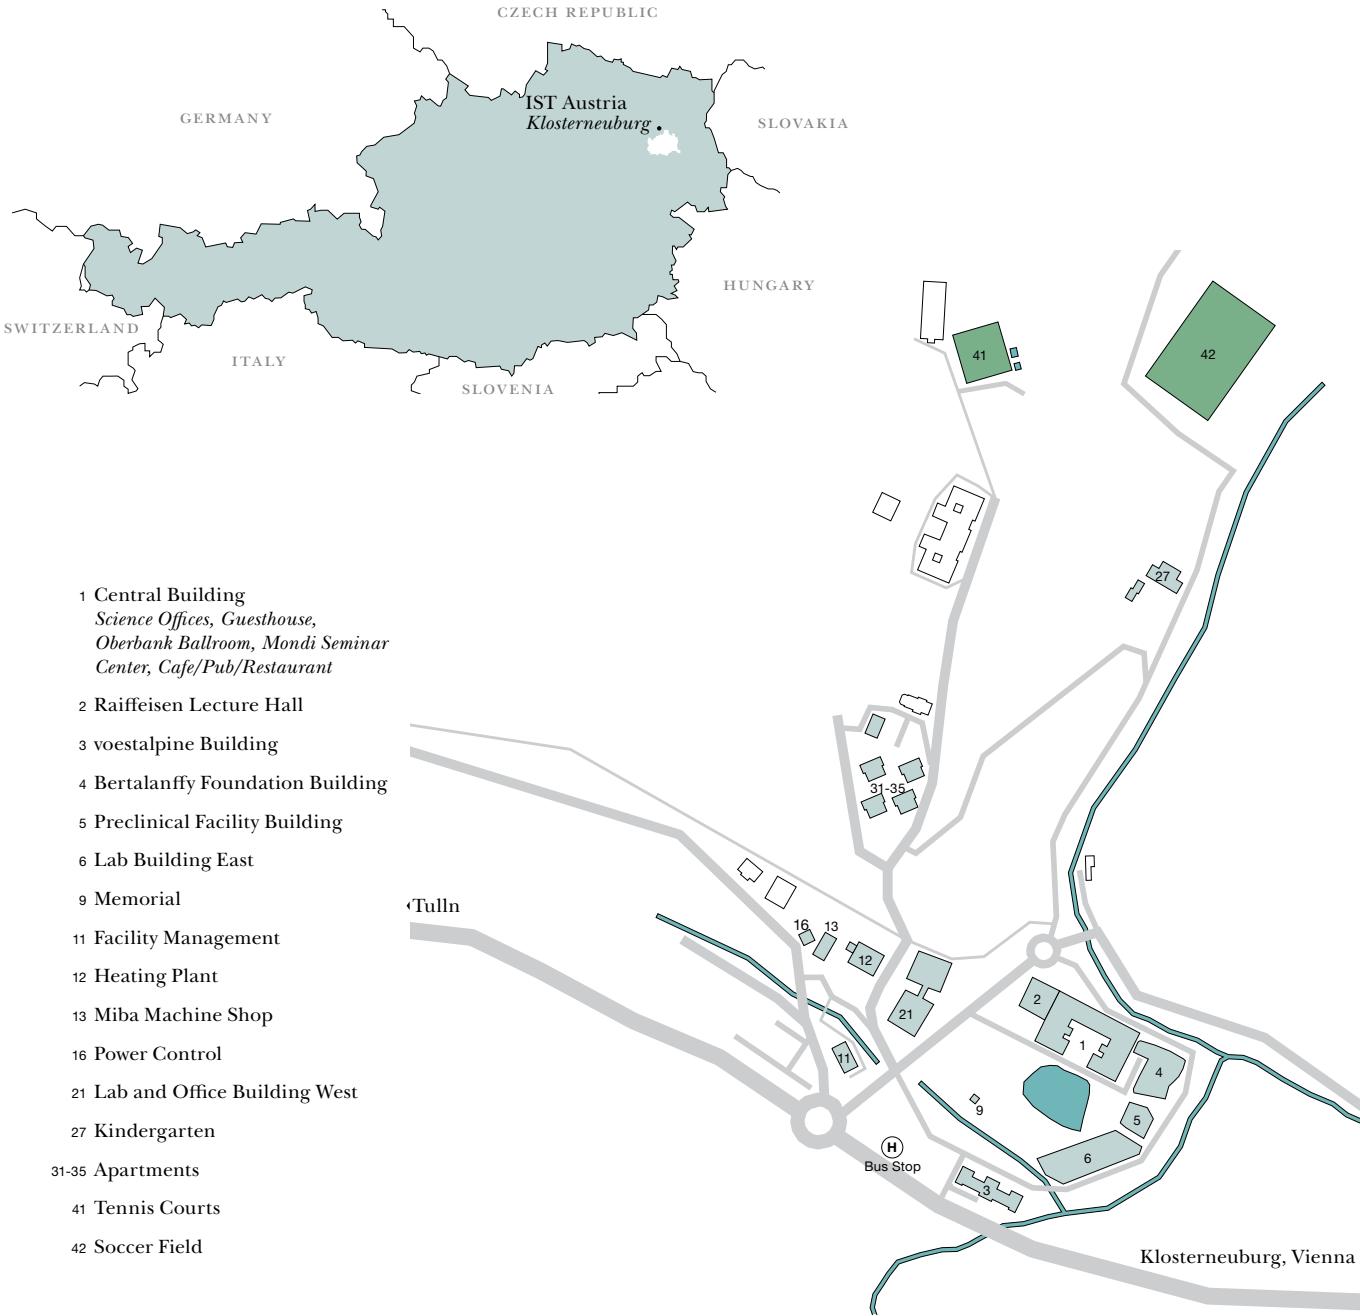 CZECH REPUBLIC
IST Austria
Klosterneuburg
GERMANY
SLOVAKIA
HUNGARY
SWITZERLAND
ITALY
SLOVENIA
1 Central Building
Science Offices, Guesthouse,
Oberbank Ballroom, Mondi Seminar
Center, Cafe/Pub/Restaurant
2 Raiffeisen Lecture Hall
3 voestalpine Building
4 Bertalanffy Foundation Building
5 Preclinical Facility Building
6 Lab Building East
9 Memorial
11 Facility Management
12 Heating Plant
13 Miba Machine Shop
16 Power Control
21 Lab and Office Building West
27 Kindergarten
31-35 Apartments
41 Tennis Courts
42 Soccer Field
41
42
27
31-35
Tulln
16
13
12
21
2
1
11
4
9
5
H
Bus Stop
6
3
Klosterneuburg, Vienna